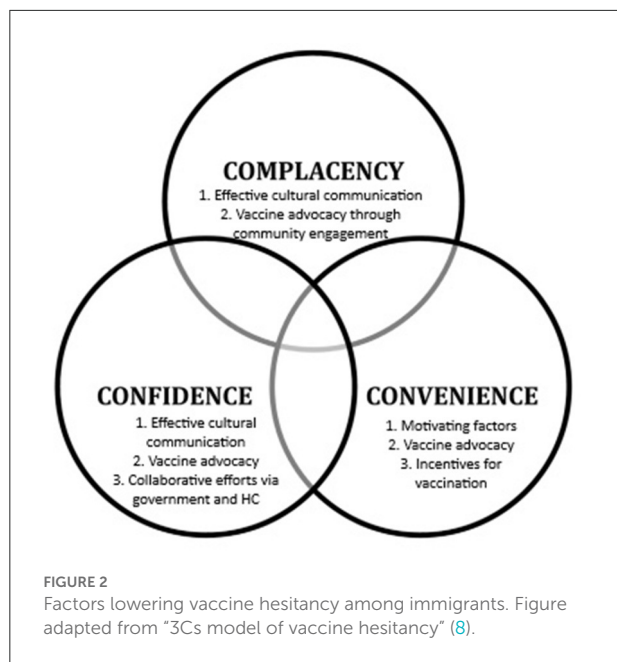 COMPLACENCY
1. Effective cultural communication
2. Vaccine advocacy through
community engagement
CONFIDENCE
1. Effective cultural
communication
2. Vaccine advocacy
3. Collaborative efforts via
government and HC
CONVENIENCE
1. Motivating factors
2. Vaccine advocacy
3. Incentives for
vaccination
FIGURE 2
Factors lowering vaccine hesitancy among immigrants. Figure
adapted from “3Cs model of vaccine hesitancy” (8).